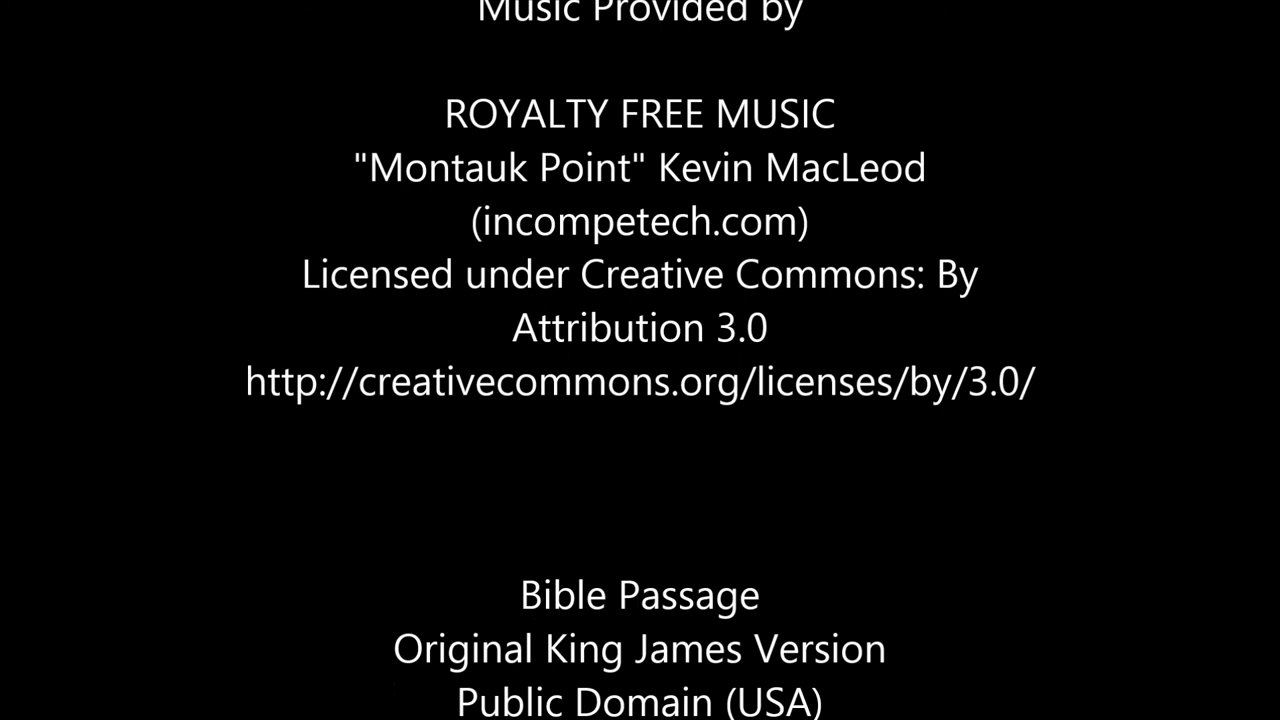 Music Provided by
ROYALTY FREE MUSIC
"Montauk Point" Kevin MacLeod
(incompetech.com)
Licensed under Creative Commons: By
Attribution 3.0
http://creativecommons.org/licenses/by/3.0/
Bible Passage
Original King James Version
Public Domain (USA)